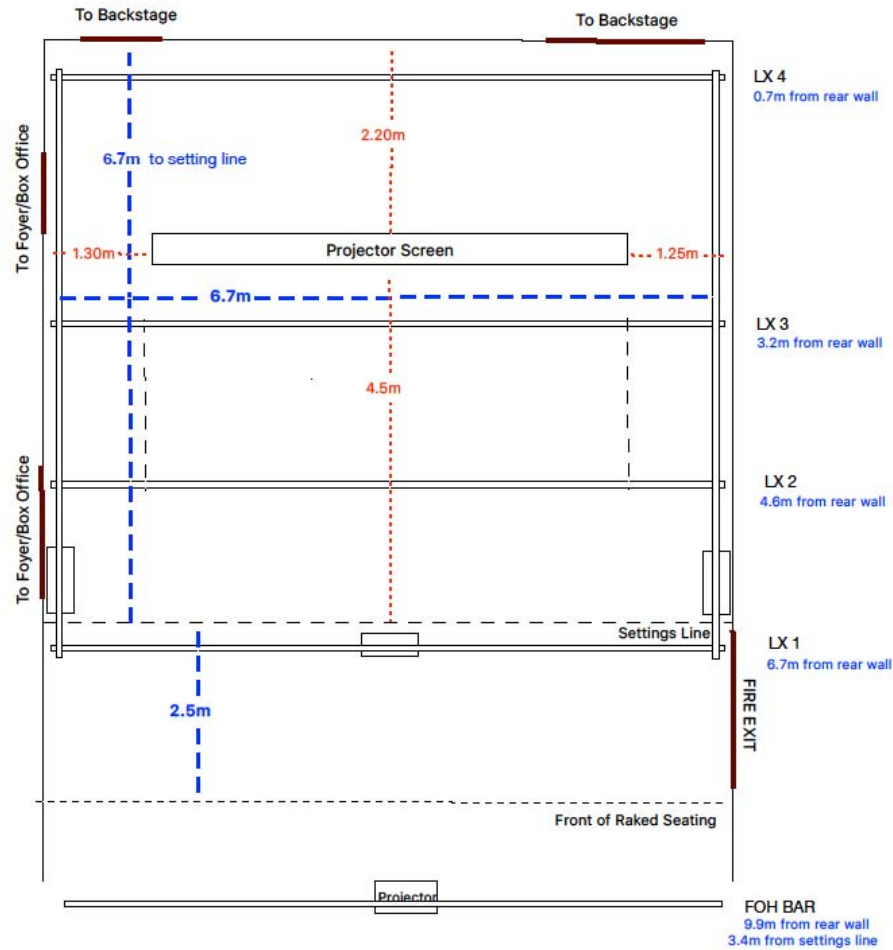 To Backstage
To Backstage
LX 4
0.7m from rear wall
2.20m
6.7m to setting line
To Foyer/Box Office
Projector Screen
1.30m
1.25m
6.7m
LX 3
3.2m from rear wall
4.5m
LX 2
4.6m from rear wall
To Foyer/Box Office
Settings Line
LX 1
6.7m from rear wall
FIRE EXIT
2.5m
Front of Raked Seating
Projector
FOH BAR
9.9m from rear wall
3.4m from settings line